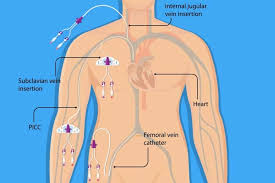 Internal jugular
vein insertion
Subclavian vein
insertion
Heart
PICC
Femoral vein
catheter